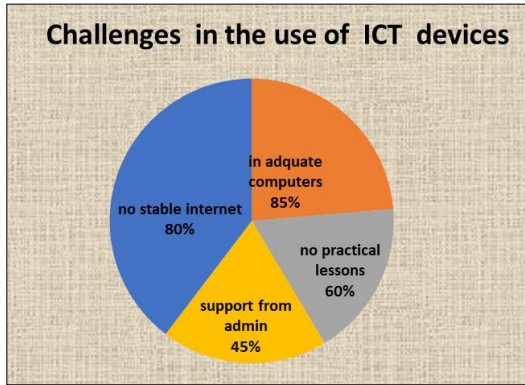 Challenges in the use of ICT devices
in adquate
computers
85%
no stable internet
80%
no practical
lessons
60%
support from
admin
45%